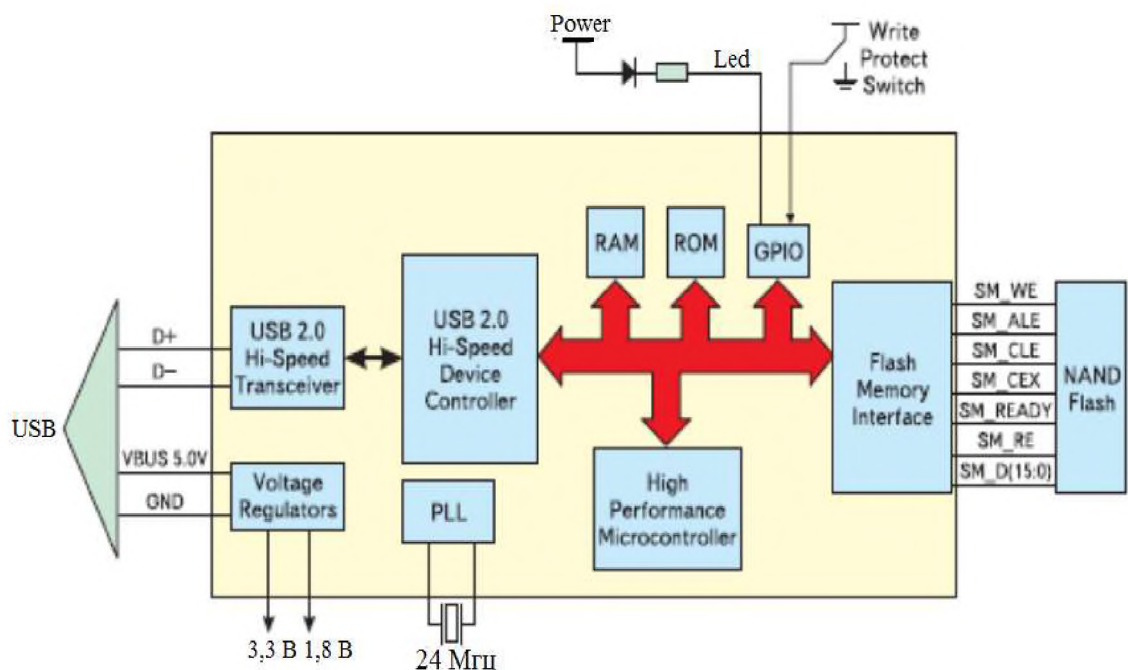 Power
Led
Write
Protect
Switch
RAM
ROM
GPIO
USB 2.0
Hi-Speed
Transceiver
USB 2.0
Hi-Speed
Device
Controller
Flash
Memory
Interface
SM_WE
SM_ALE
SM_CLE
SM_CEX
SM_READY
SM_RE
SM_D(15:0)
NAND
Flash
D+
D−
USB
VBUS 5.0V
GND
Voltage
Regulators
PLL
High
Performance
Microcontroller
3,3 В 1,8 В
24 Мгц